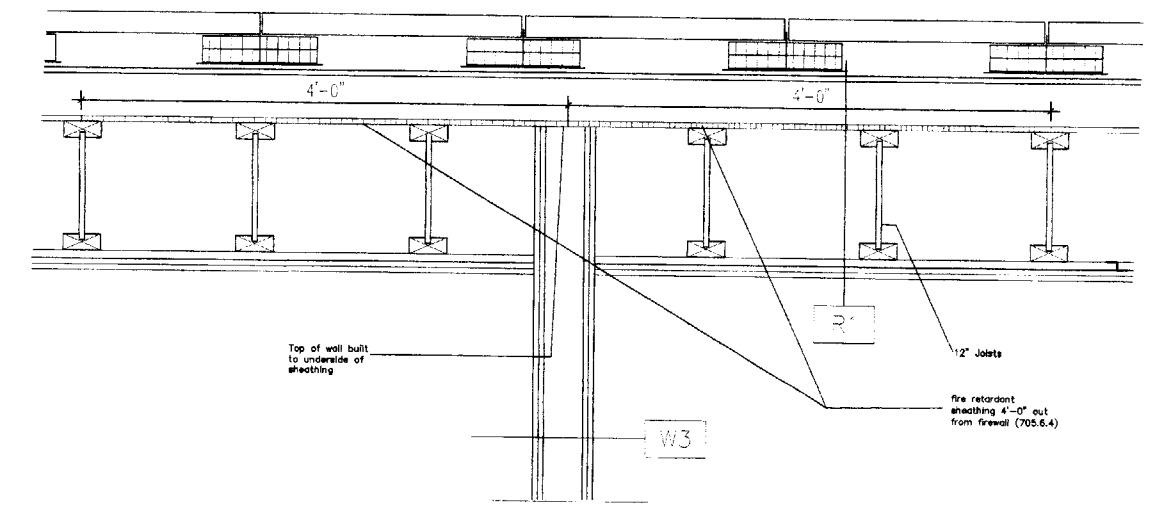 4'-0"
4'-0"
R1
Top of wall built
to underside of
sheathing
12" Joists
fire retardant
sheathing 4'-0" out
from firewall (705.6.4)
W3